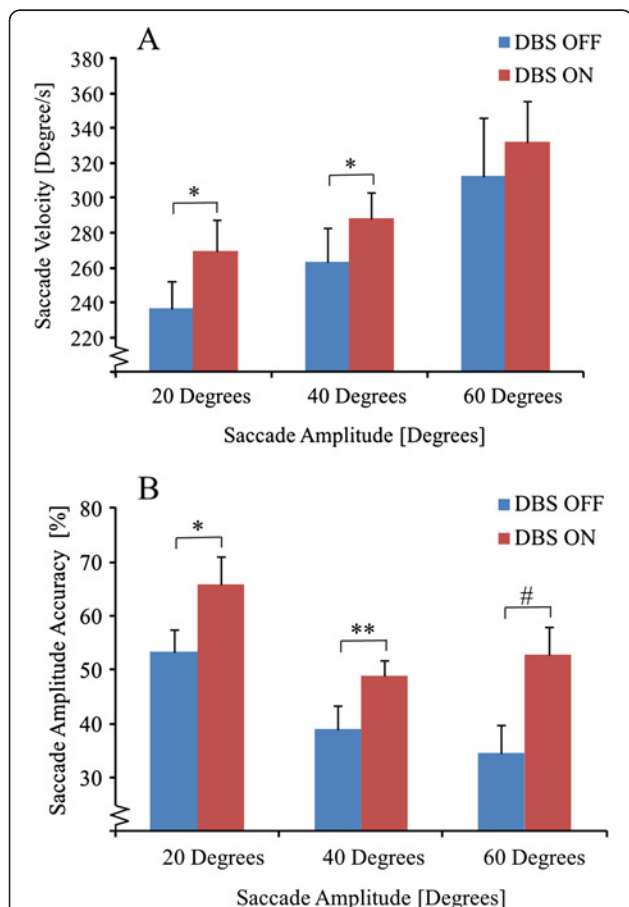 A
DBS OFF
DBS ON
Saccade Velocity [Degree/s]
380
360
340
320
300
280
260
240
220
*
*
20 Degrees
40 Degrees
60 Degrees
Saccade Amplitude [Degrees]
B
DBS OFF
DBS ON
Saccade Amplitude Accuracy [%]
80
70
60
50
40
30
*
**
#
20 Degrees
40 Degrees
60 Degrees
Saccade Amplitude [Degrees]